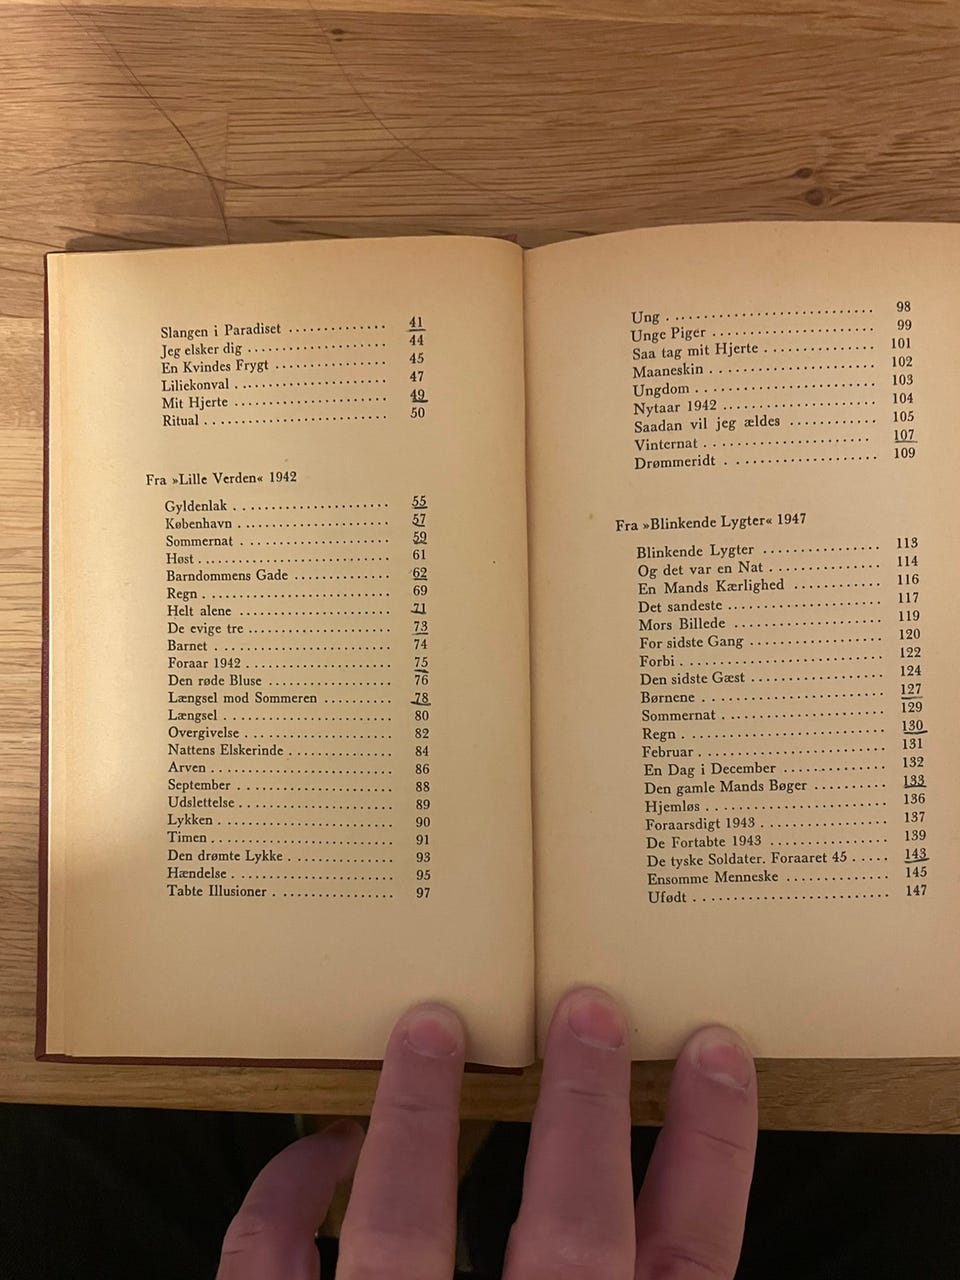 Slangen i Paradiset .............. 41
Jeg elsker dig .................. 44
En Kvindes Frygt ................ 45
Liliekonval ..................... 47
Mit Hjerte ...................... 49
Ritual .......................... 50
Fra »Lille Verden« 1942
Gyldenlak ....................... 55
København ....................... 57
Sommernat ....................... 59
Høst ............................ 61
Barndommens Gade ................ 62
Regn ............................ 69
Helt alene ...................... 71
De evige tre .................... 73
Barnet .......................... 74
Foraar 1942 ..................... 75
Den røde Bluse .................. 76
Længsel mod Sommeren ............ 78
Længsel ......................... 80
Overgivelse ..................... 82
Nattens Elskerinde .............. 84
Arven ........................... 86
September ....................... 88
Udslettelse ..................... 89
Lykken .......................... 90
Timen ........................... 91
Den drømte Lykke ................ 93
Hændelse ........................ 95
Tabte Illusioner ................ 97
Ung ............................. 98
Unge Piger ...................... 99
Saa tag mit Hjerte .............. 101
Maaneskin ....................... 102
Ungdom .......................... 103
Nytaar 1942 ..................... 104
Saadan vil jeg ældes ............ 105
Vinternat ....................... 107
Drømmeridt ...................... 109
Fra »Blinkende Lygter« 1947
Blinkende Lygter ................ 113
Og det var en Nat ............... 114
En Mands Kærlighed .............. 116
Det sandeste .................... 117
Mors Billede .................... 119
For sidste Gang ................. 120
Forbi ........................... 122
Den sidste Gæst ................. 124
Børnene ......................... 127
Sommernat ....................... 129
Regn ............................ 130
Februar ......................... 131
En Dag i December ............... 132
Den gamle Mands Bøger ........... 133
Hjemløs ......................... 136
Foraarsdigt 1943 ................ 137
De Fortabte 1943 ................ 139
De tyske Soldater. Foraaret 45 ..... 143
Ensomme Menneske ................ 145
Ufødt ........................... 147